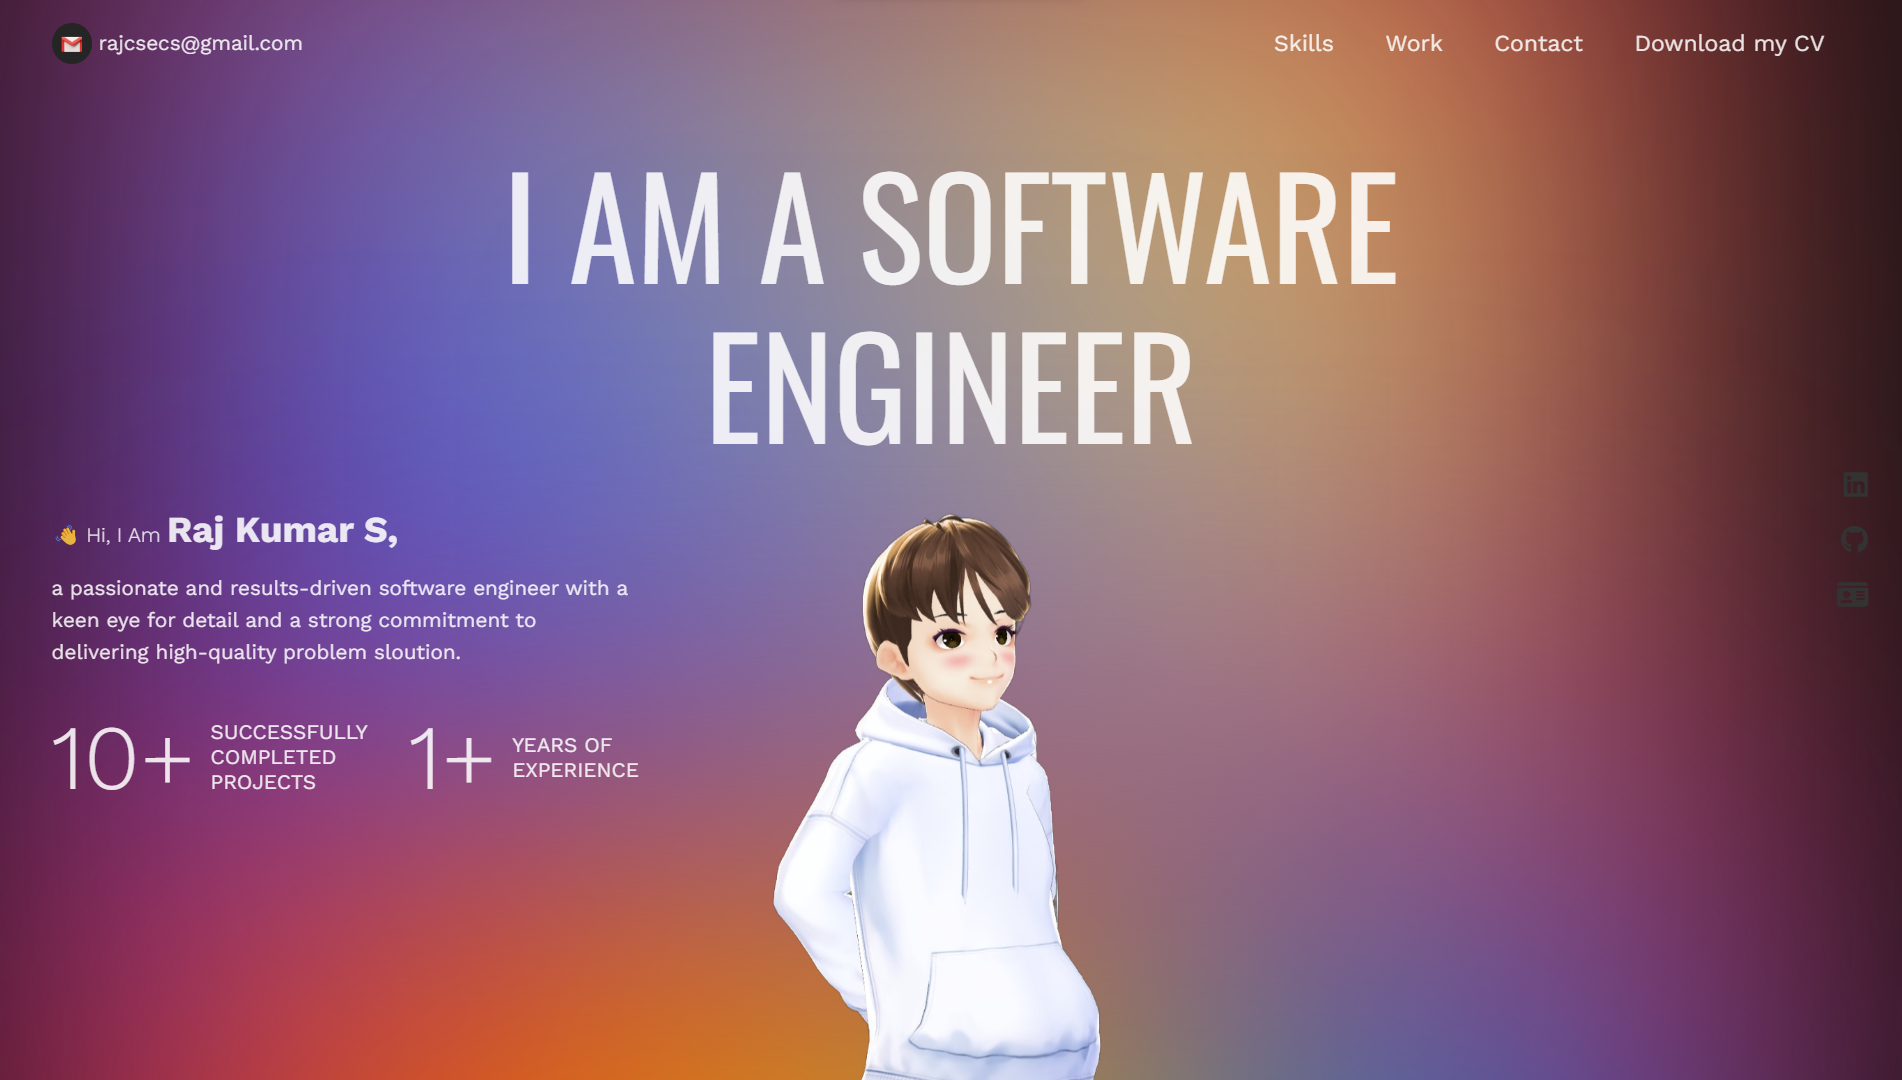 rajcsecs@gmail.com
Skills Work Contact Download my CV
I AM A SOFTWARE
ENGINEER
👋 Hi, I Am Raj Kumar S,
a passionate and results-driven software engineer with a
keen eye for detail and a strong commitment to
delivering high-quality problem sloution.
10+
SUCCESSFULLY
COMPLETED
PROJECTS
1+
YEARS OF
EXPERIENCE